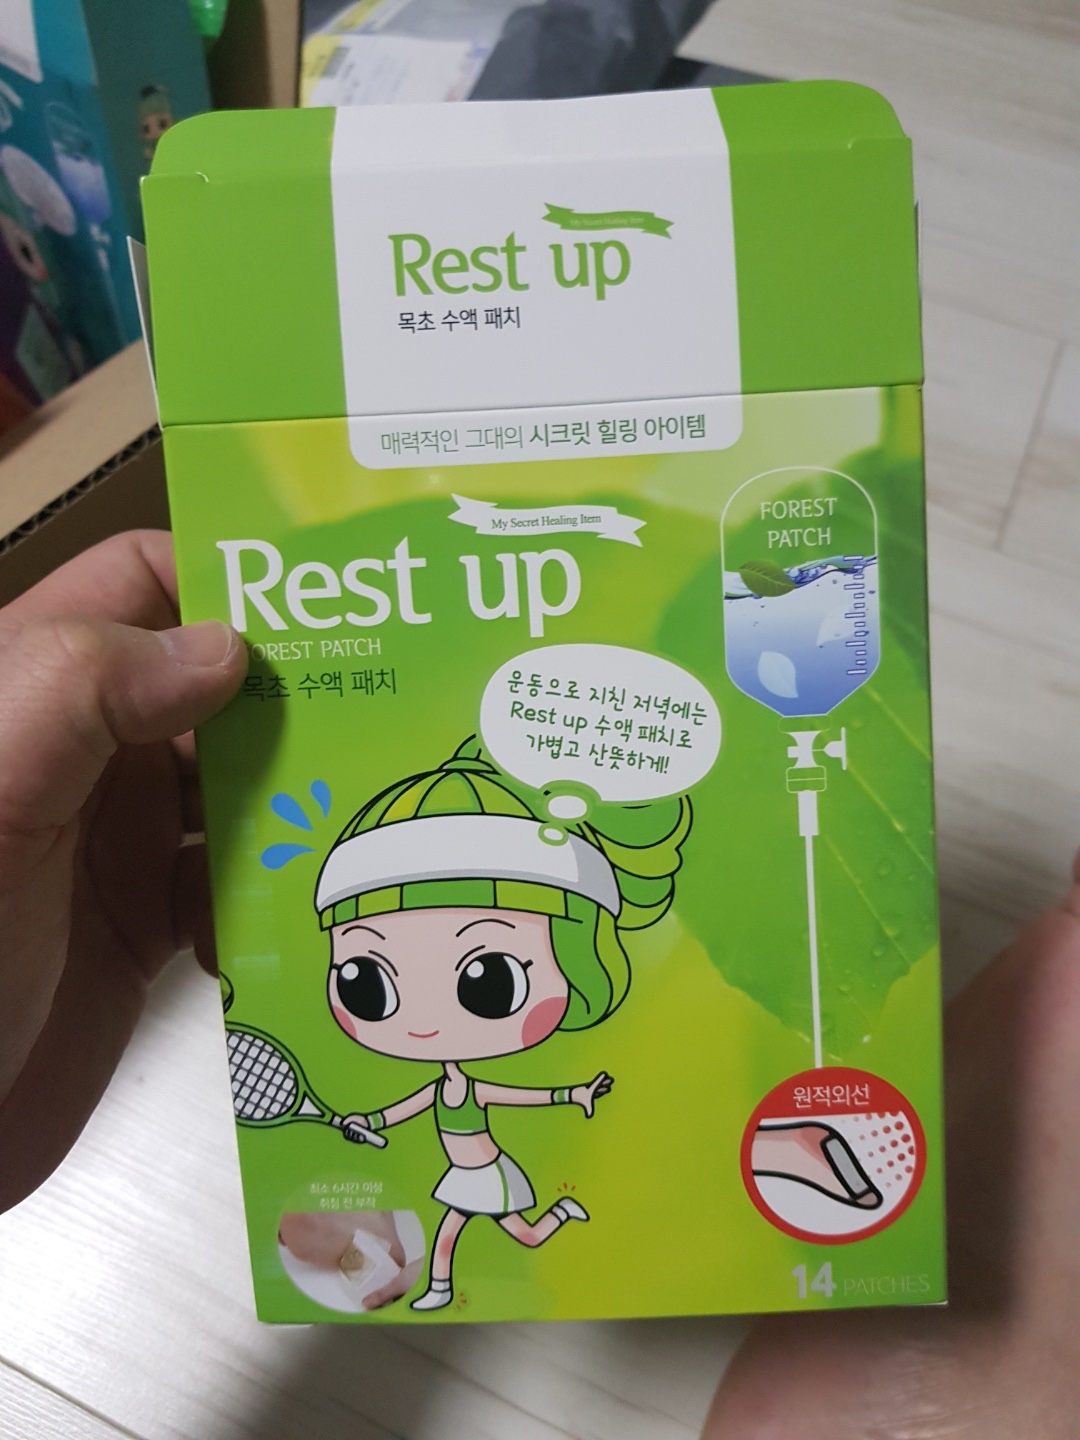 My Secret Healing Item
Rest up
목초 수액 패치
매력적인 그대의 시크릿 힐링 아이템
My Secret Healing Item
Rest up
FOREST PATCH
목초 수액 패치
FOREST
PATCH
운동으로 지친 저녁에는
Rest up 수액 패치로
가볍고 산뜻하게!
원적외선
최소 6시간 이상
취침 전 부착
14 PATCHES